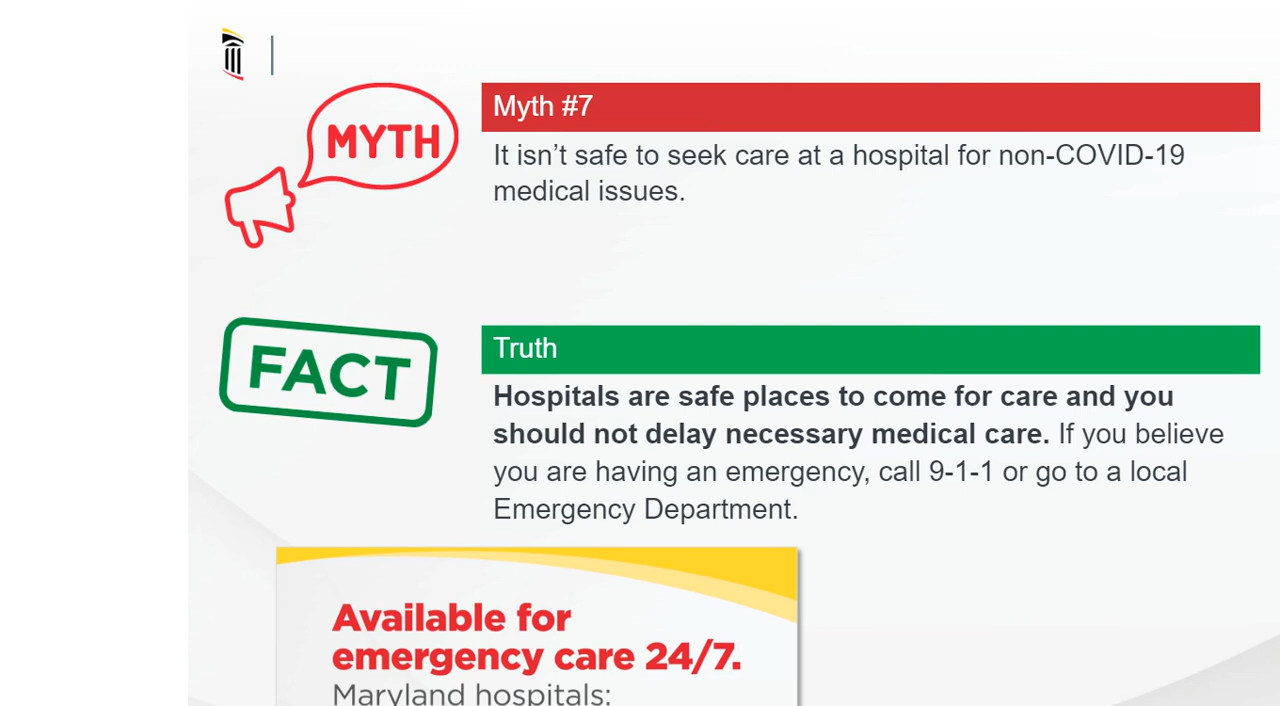 MYTH
Myth #7
It isn’t safe to seek care at a hospital for non-COVID-19
medical issues.
FACT
Truth
Hospitals are safe places to come for care and you
should not delay necessary medical care. If you believe
you are having an emergency, call 9-1-1 or go to a local
Emergency Department.
Available for
emergency care 24/7.
Maryland hospitals: